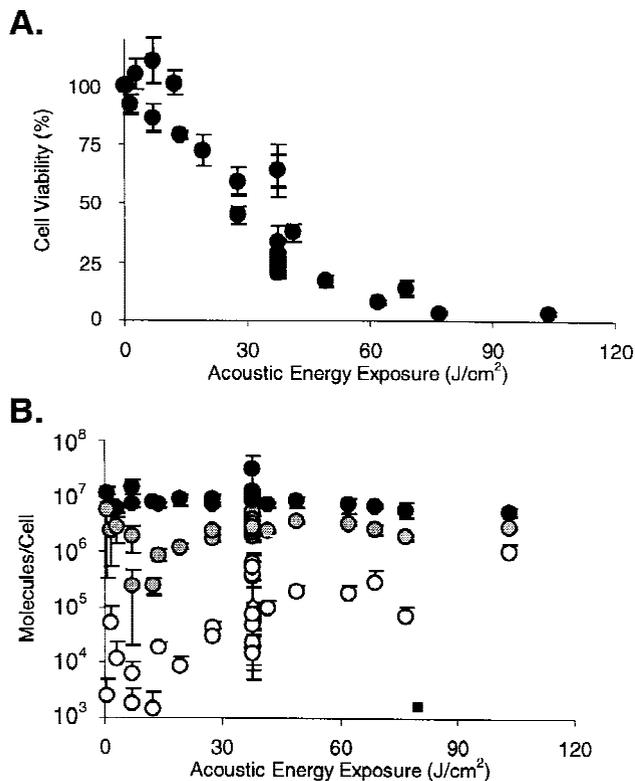 A.
Cell Viability (%)
100
75
50
25
0
0 30 60 90 120
Acoustic Energy Exposure (J/cm²)
B.
Molecules/Cell
10⁸
10⁷
10⁶
10⁵
10⁴
10³
0 30 60 90 120
Acoustic Energy Exposure (J/cm²)